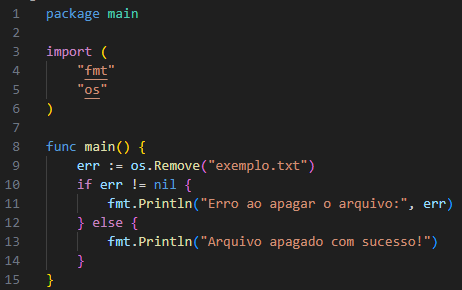 1 package main
2
3 import (
4     "fmt"
5     "os"
6 )
7
8 func main() {
9     err := os.Remove("exemplo.txt")
10     if err != nil {
11         fmt.Println("Erro ao apagar o arquivo:", err)
12     } else {
13         fmt.Println("Arquivo apagado com sucesso!")
14     }
15 }